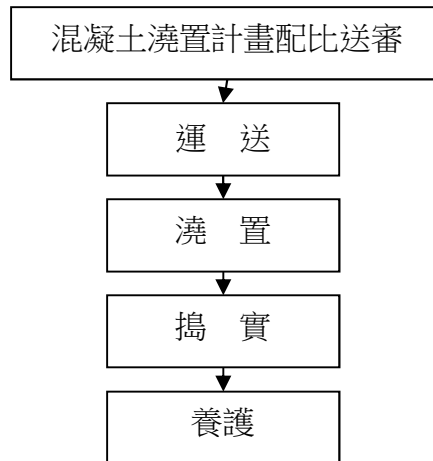 混凝土澆置計畫配比送審
運　送
澆　置
搗　實
養護